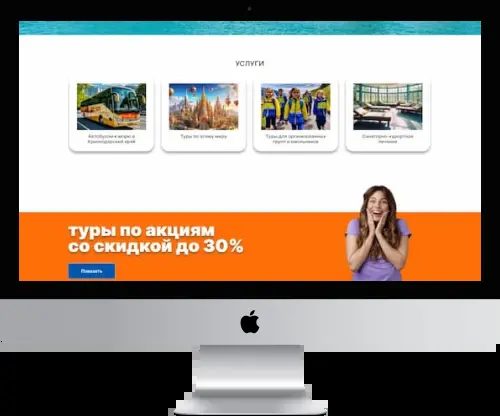 УСЛУГИ
Автобусом к морю в
Краснодарский край
Туры по всему миру
Туры для организованных
групп и школьников
Санаторно-курортное
лечение
туры по акциям
со скидкой до 30%
Показать